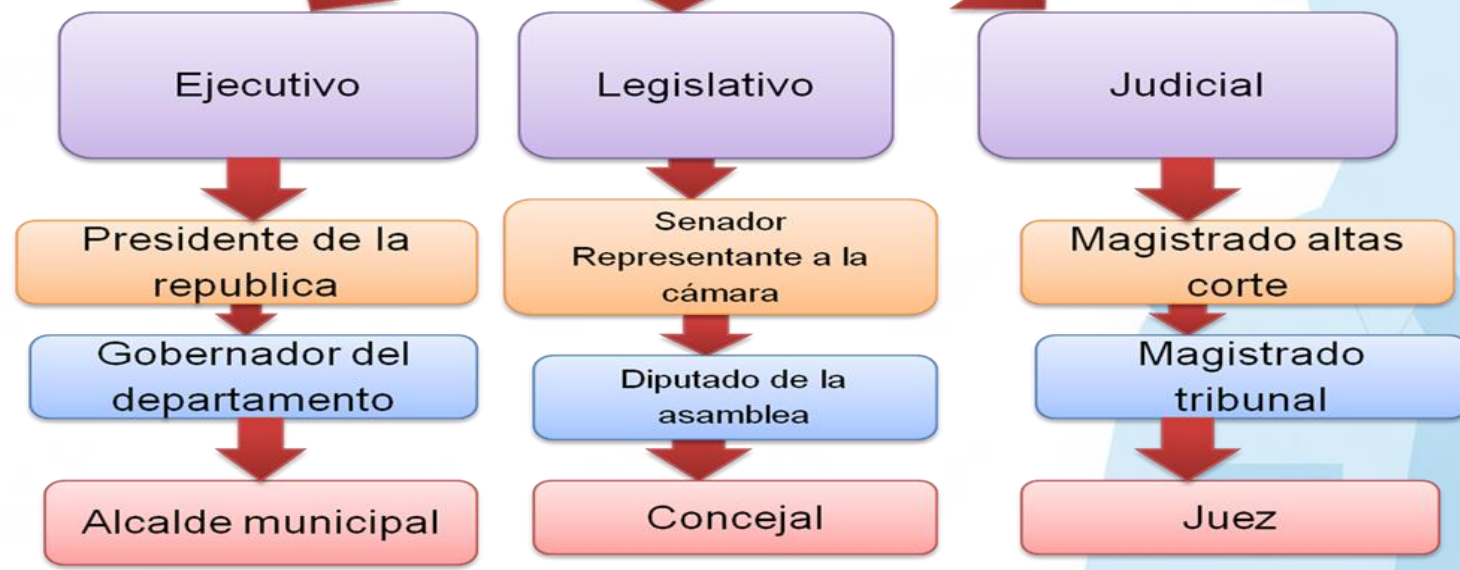 Ejecutivo
Legislativo
Judicial
Presidente de la
republica
Senador
Representante a la
cámara
Magistrado altas
corte
Gobernador del
departamento
Diputado de la
asamblea
Magistrado
tribunal
Alcalde municipal
Concejal
Juez